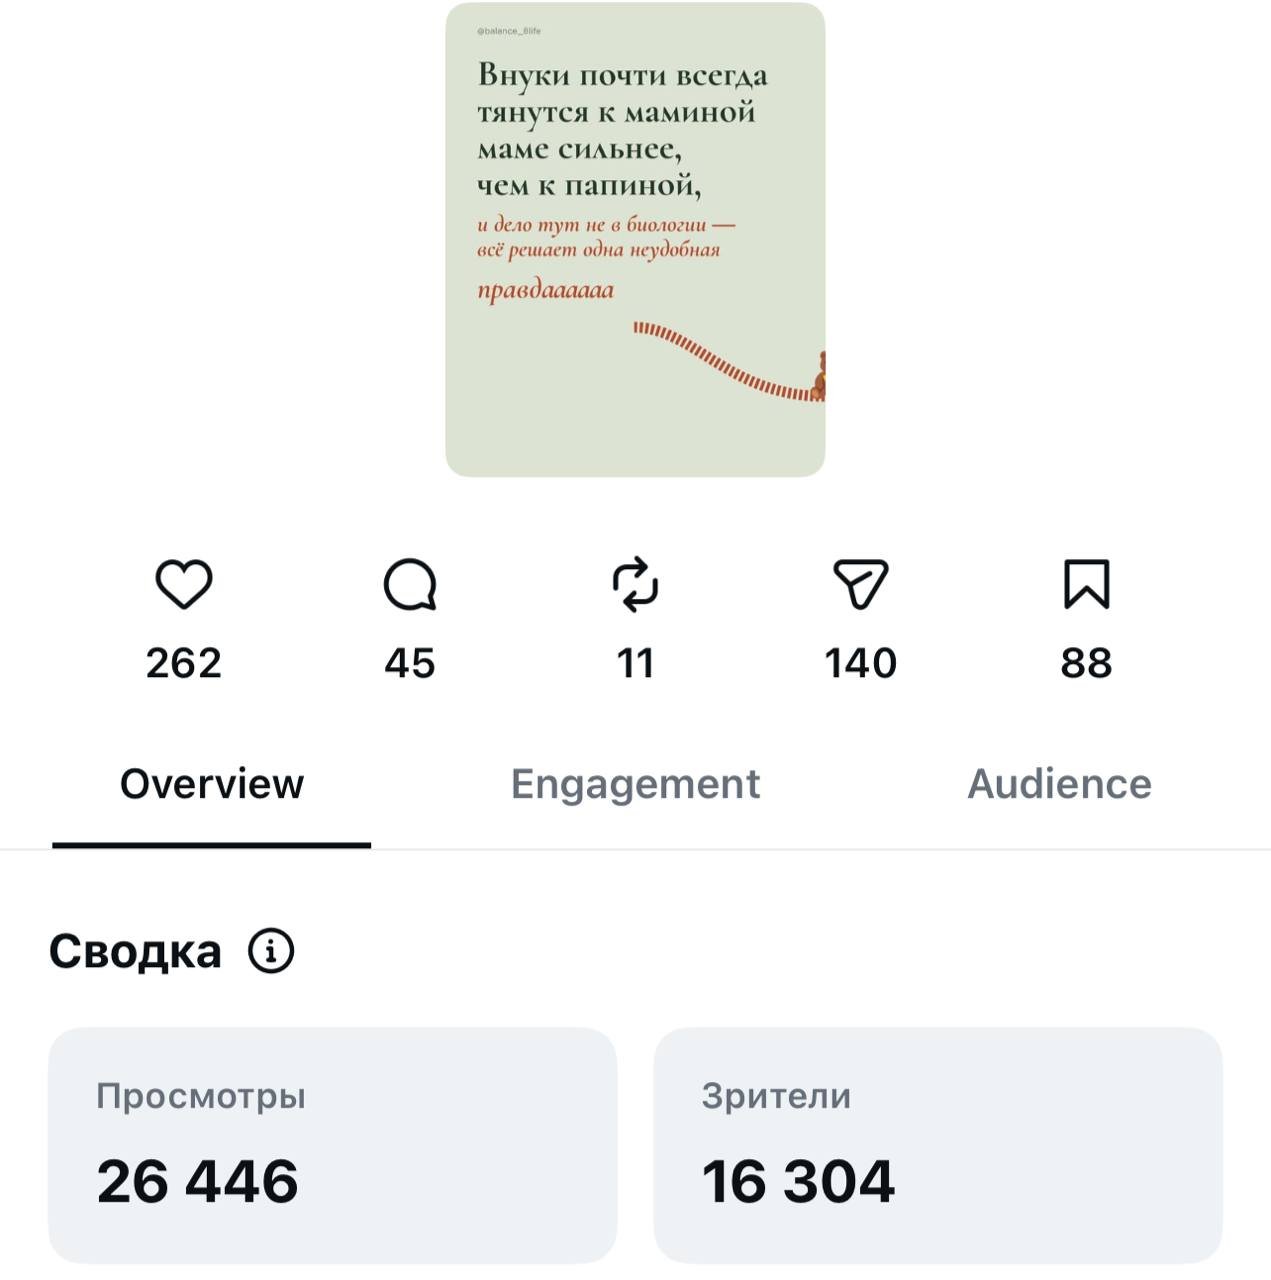 @balance_8life
Внуки почти всегда
тянутся к маминой
маме сильнее,
чем к папиной,
и дело тут не в биологии —
всё решает одна неудобная
правдаааааа
262 45 11 140 88
Overview Engagement Audience
Сводка
Просмотры Зрители
26 446 16 304